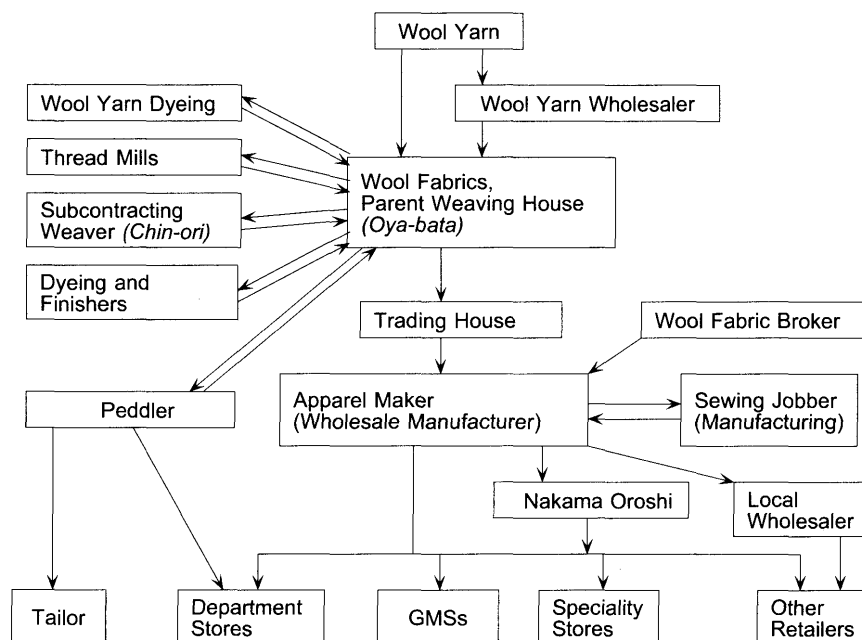 Wool Yarn
Wool Yarn Dyeing
Wool Yarn Wholesaler
Thread Mills
Wool Fabrics,
Parent Weaving House
(Oya-bata)
Subcontracting
Weaver (Chin-ori)
Dyeing and
Finishers
Trading House
Wool Fabric Broker
Peddler
Apparel Maker
(Wholesale Manufacturer)
Sewing Jobber
(Manufacturing)
Nakama Oroshi
Local
Wholesaler
Tailor
Department
Stores
GMSs
Speciality
Stores
Other
Retailers